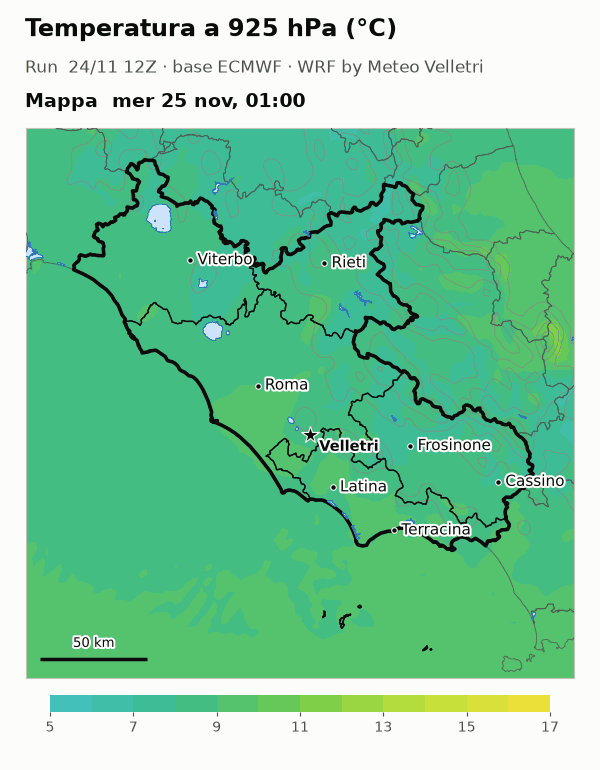 Temperatura a 925 hPa (°C)
Run  24/11 12Z · base ECMWF · WRF by Meteo Velletri
Mappa  mer 25 nov, 01:00
Viterbo
Rieti
Roma
Velletri
Frosinone
Cassino
Latina
Terracina
50 km
5 7 9 11 13 15 17